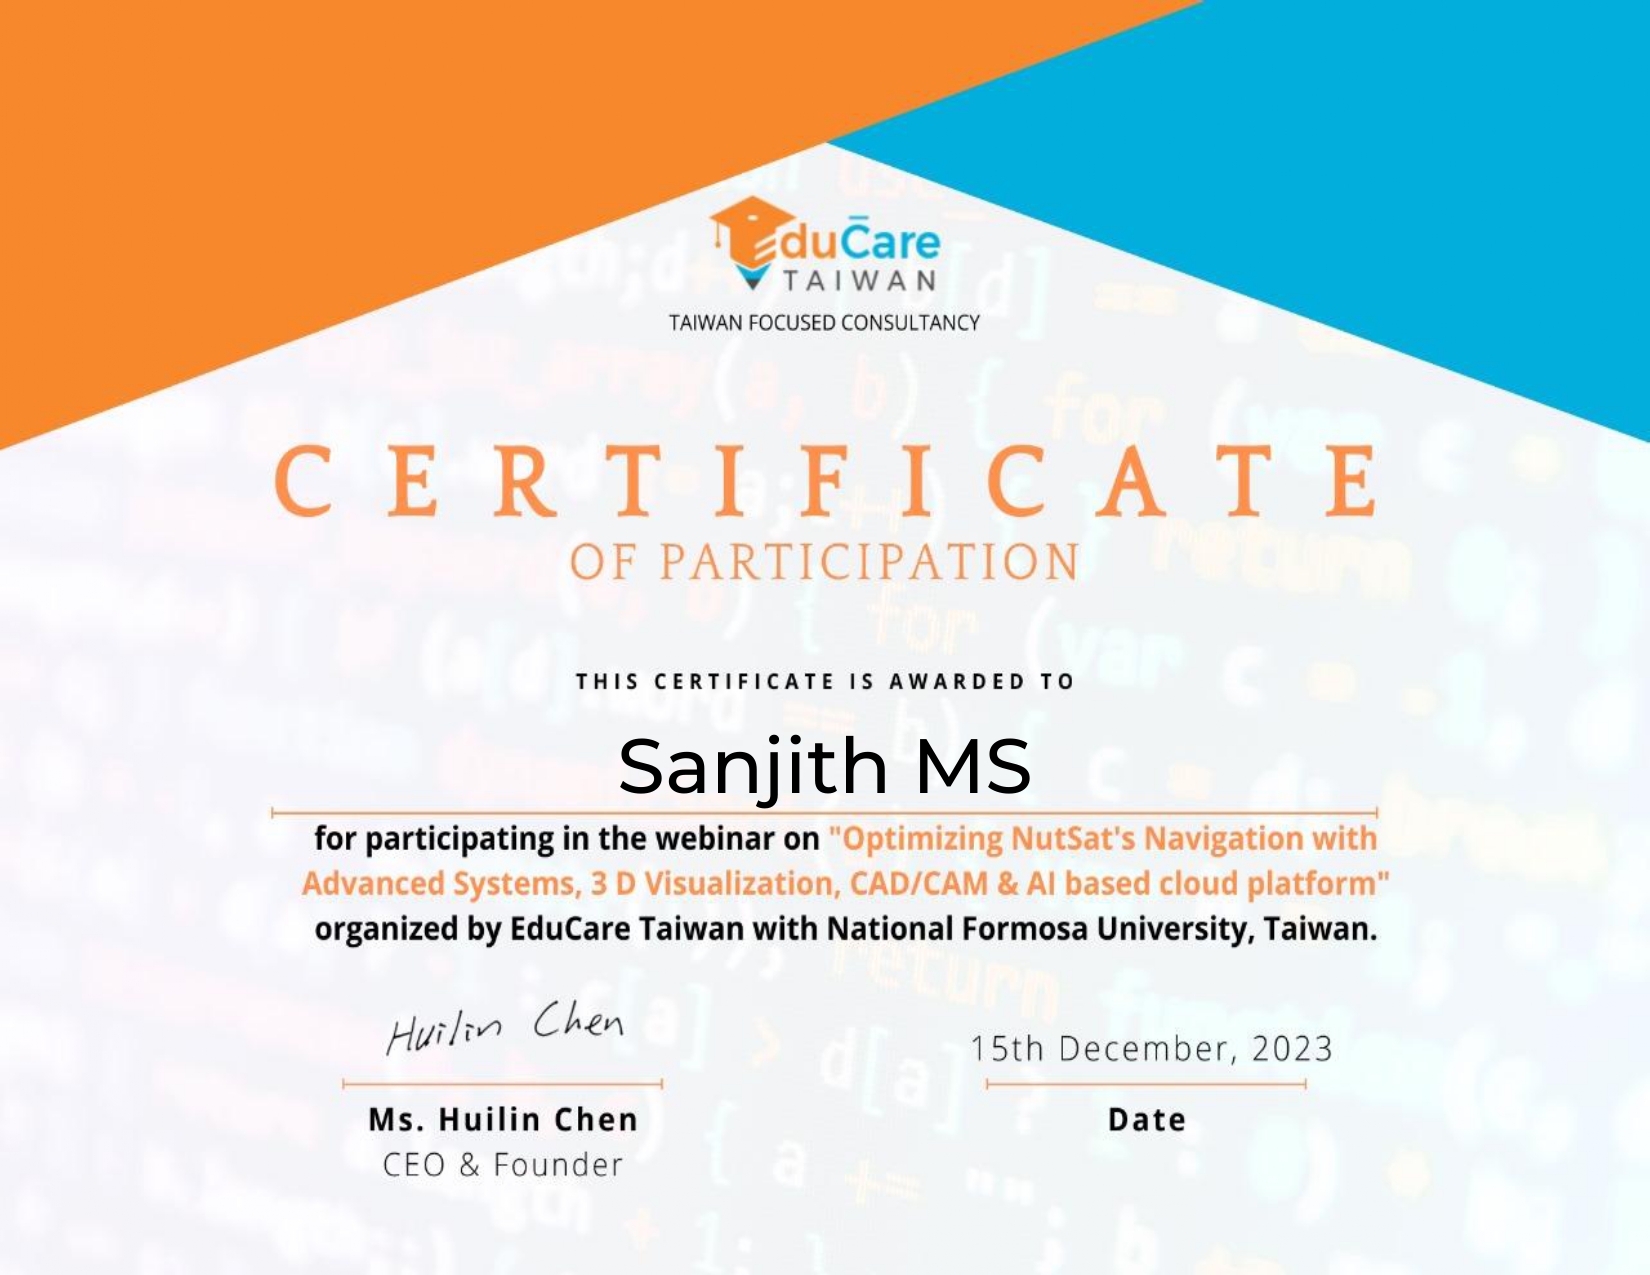 EduCare
TAIWAN
TAIWAN FOCUSED CONSULTANCY
CERTIFICATE
OF PARTICIPATION
THIS CERTIFICATE IS AWARDED TO
Sanjith MS
for participating in the webinar on "Optimizing NutSat's Navigation with
Advanced Systems, 3 D Visualization, CAD/CAM & AI based cloud platform"
organized by EduCare Taiwan with National Formosa University, Taiwan.
Huilin Chen
15th December, 2023
Ms. Huilin Chen
Date
CEO & Founder